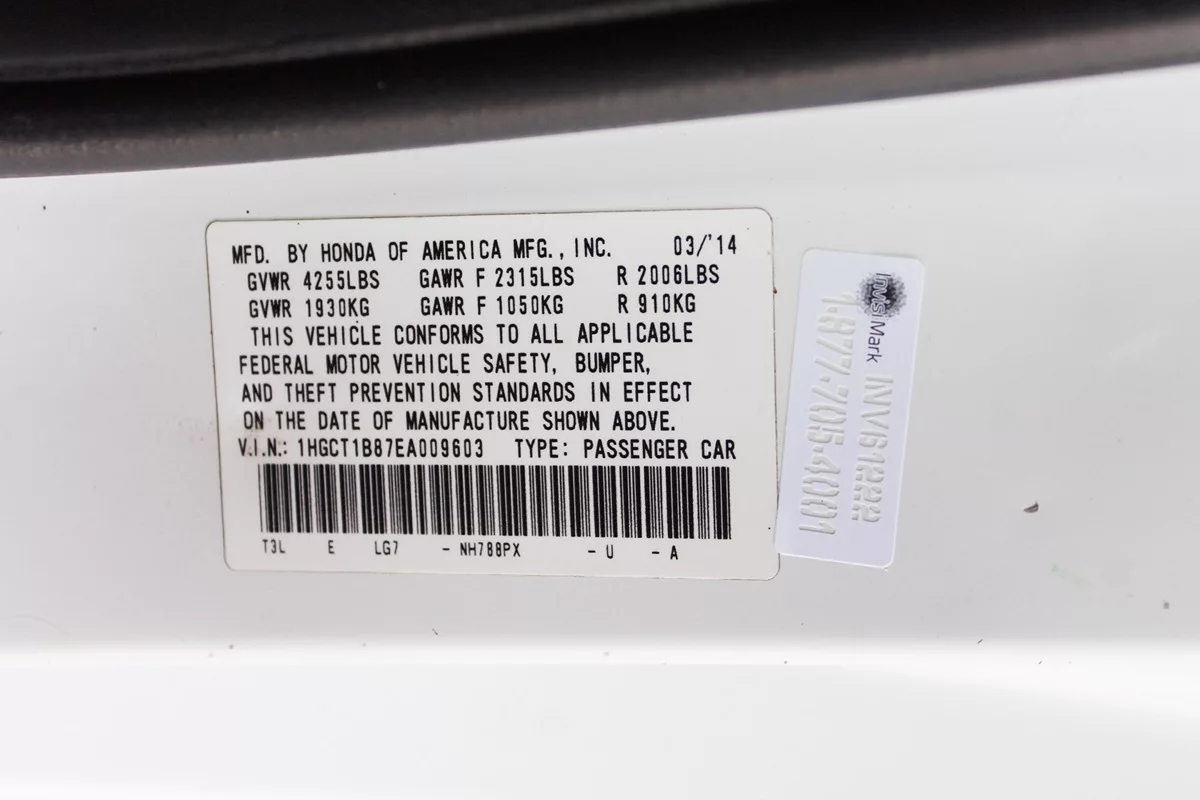 MFD. BY HONDA OF AMERICA MFG., INC. 03/'14
GVWR 4255LBS GAWR F 2315LBS R 2006LBS
GVWR 1930KG GAWR F 1050KG R 910KG
THIS VEHICLE CONFORMS TO ALL APPLICABLE
FEDERAL MOTOR VEHICLE SAFETY, BUMPER,
AND THEFT PREVENTION STANDARDS IN EFFECT
ON THE DATE OF MANUFACTURE SHOWN ABOVE.
V.I.N.: 1HGCT1B87EA009603 TYPE: PASSENGER CAR
T3L E LG7 - NH788PX - U - A
InvisiMark
INV61222
1.877.705.4001